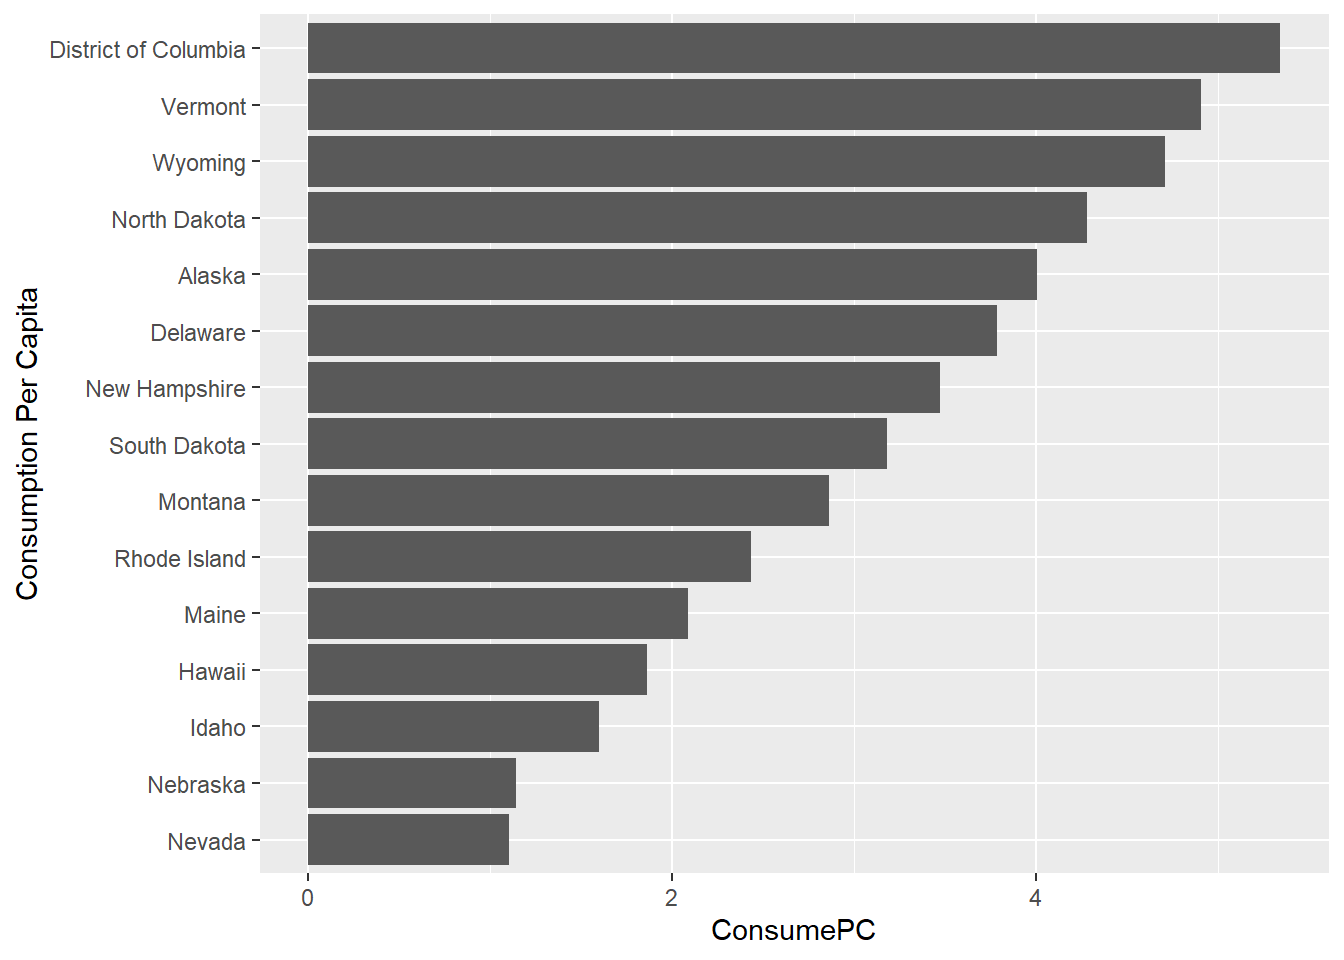 Consumption Per Capita
District of Columbia
Vermont
Wyoming
North Dakota
Alaska
Delaware
New Hampshire
South Dakota
Montana
Rhode Island
Maine
Hawaii
Idaho
Nebraska
Nevada
0 2 4
ConsumePC